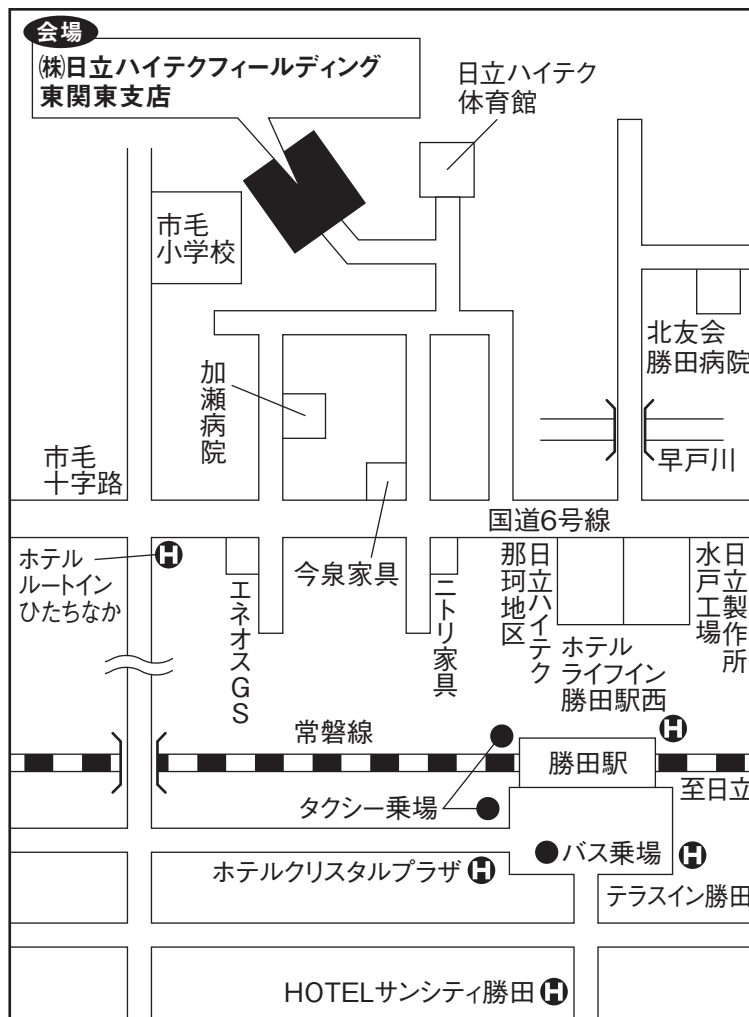 会場
㈱日立ハイテクフィールディング
東関東支店
日立ハイテク
体育館
市毛
小学校
北友会
勝田病院
加瀬病院
市毛
十字路
早戸川
国道6号線
ホテル
ルートイン
ひたちなか
H
エネオスGS
今泉家具
ニトリ家具
日立ハイテク
那珂地区
日立製作所
水戸工場
ホテル
ライフイン
勝田駅西
H
常磐線
勝田駅
至日立
タクシー乗場
バス乗場
H
ホテルクリスタルプラザ H
テラスイン勝田
HOTELサンシティ勝田 H